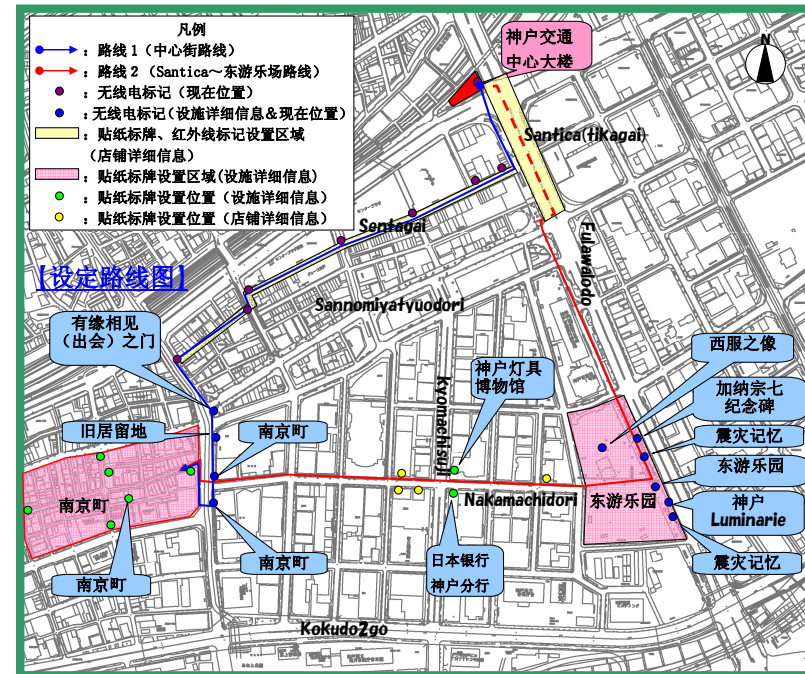 凡例
：路线1（中心街路线）
：路线2（Santica～东游乐场路线）
：无线电标记（现在位置）
：无线电标记(设施详细信息＆现在位置)
：贴纸标牌、红外线标记设置区域
（店铺详细信息）
：贴纸标牌设置区域(设施详细信息)
：贴纸标牌设置位置（设施详细信息）
：贴纸标牌设置位置（店铺详细信息）
神户交通
中心大楼
N
Santica(tikagai)
Sentagai
Fulawalodo
【设定路线图】
Sannomiyatyuodori
有缘相见
（出会）之门
西服之像
神户灯具
博物馆
Kyomachisuji
加纳宗七
纪念碑
旧居留地
南京町
震灾记忆
东游乐园
南京町
Nakamachidori
东游乐园
神户
Luminarie
南京町
南京町
日本银行
神户分行
震灾记忆
Kokudo2go